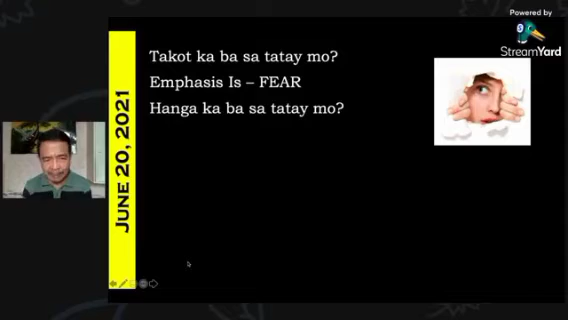 Powered by
StreamYard
Takot ka ba sa tatay mo?
Emphasis Is – FEAR
Hanga ka ba sa tatay mo?
June 20, 2021